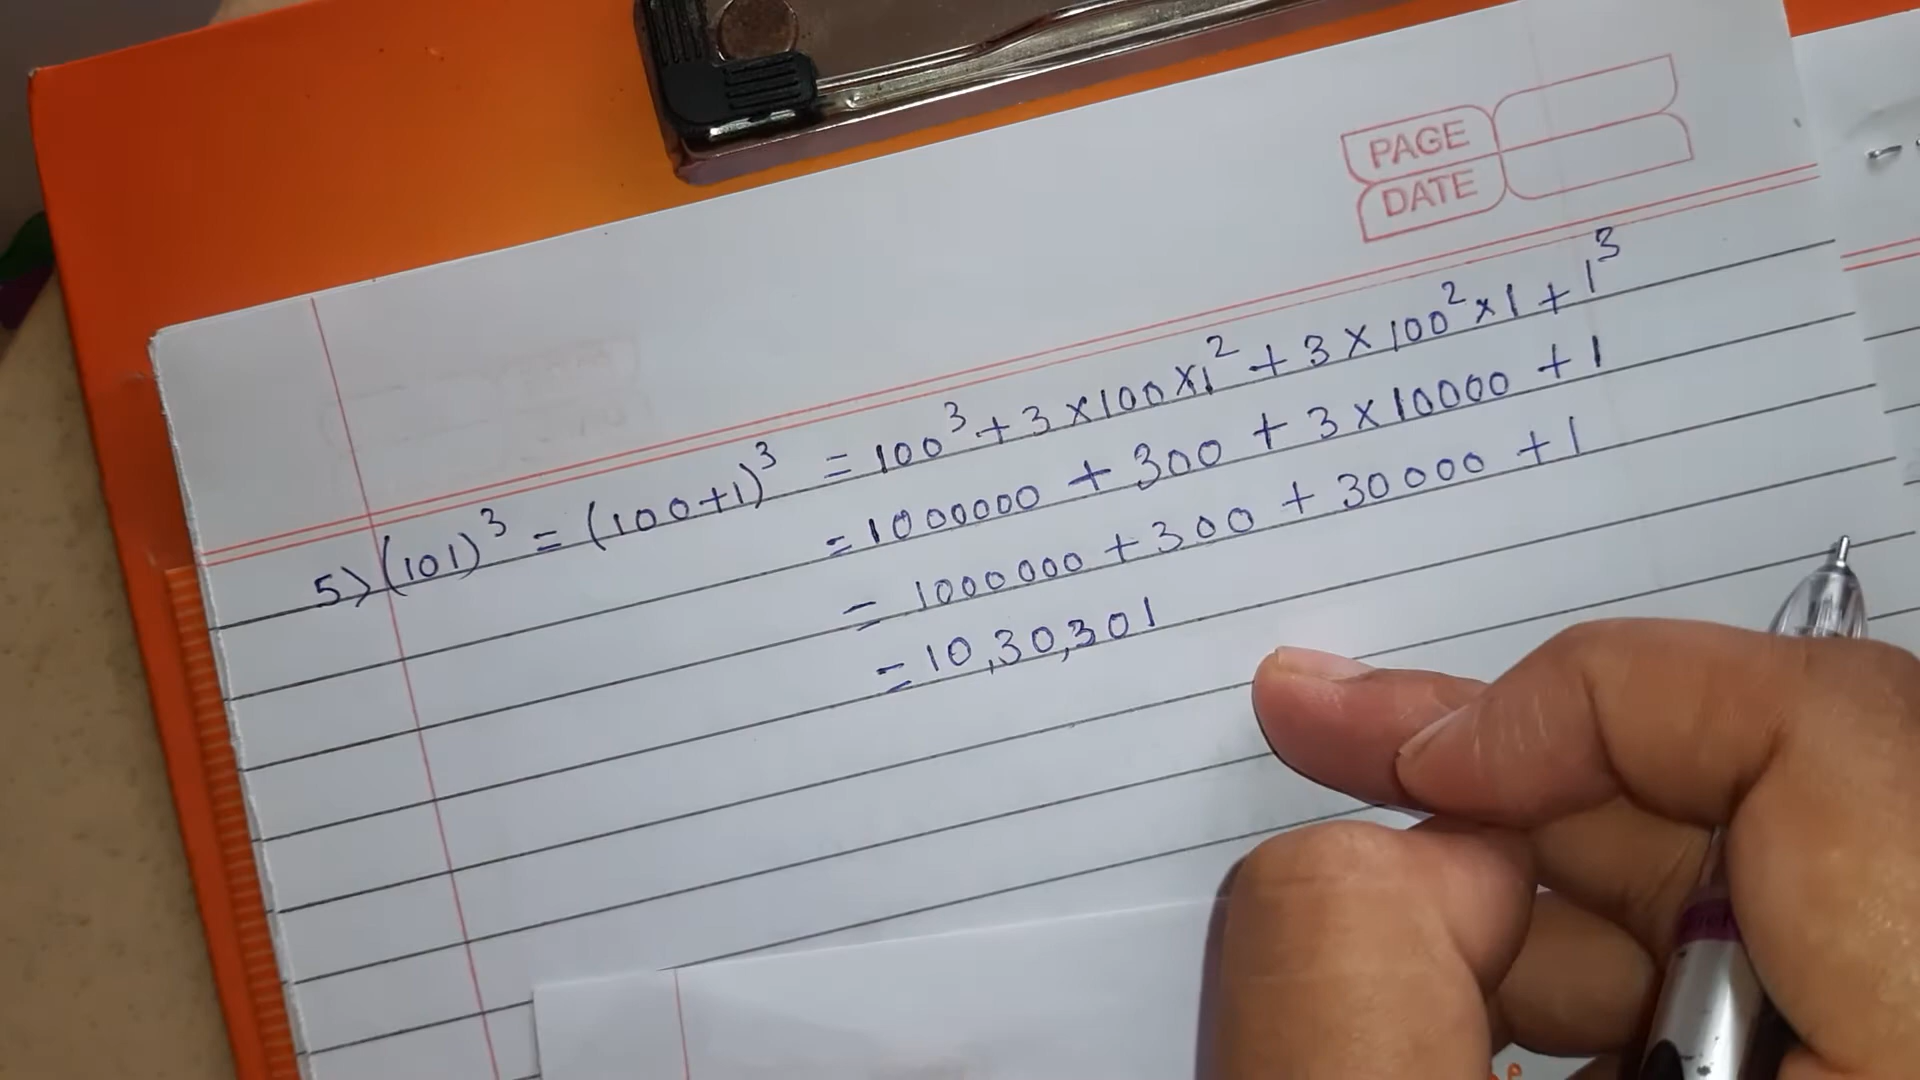 PAGE
DATE
5) (101)³ = (100+1)³ = 100³ + 3×100×1² + 3×100²×1 + 1³
= 1000000 + 300 + 3×10000 + 1
= 1000000 + 300 + 30000 + 1
= 10,30,301